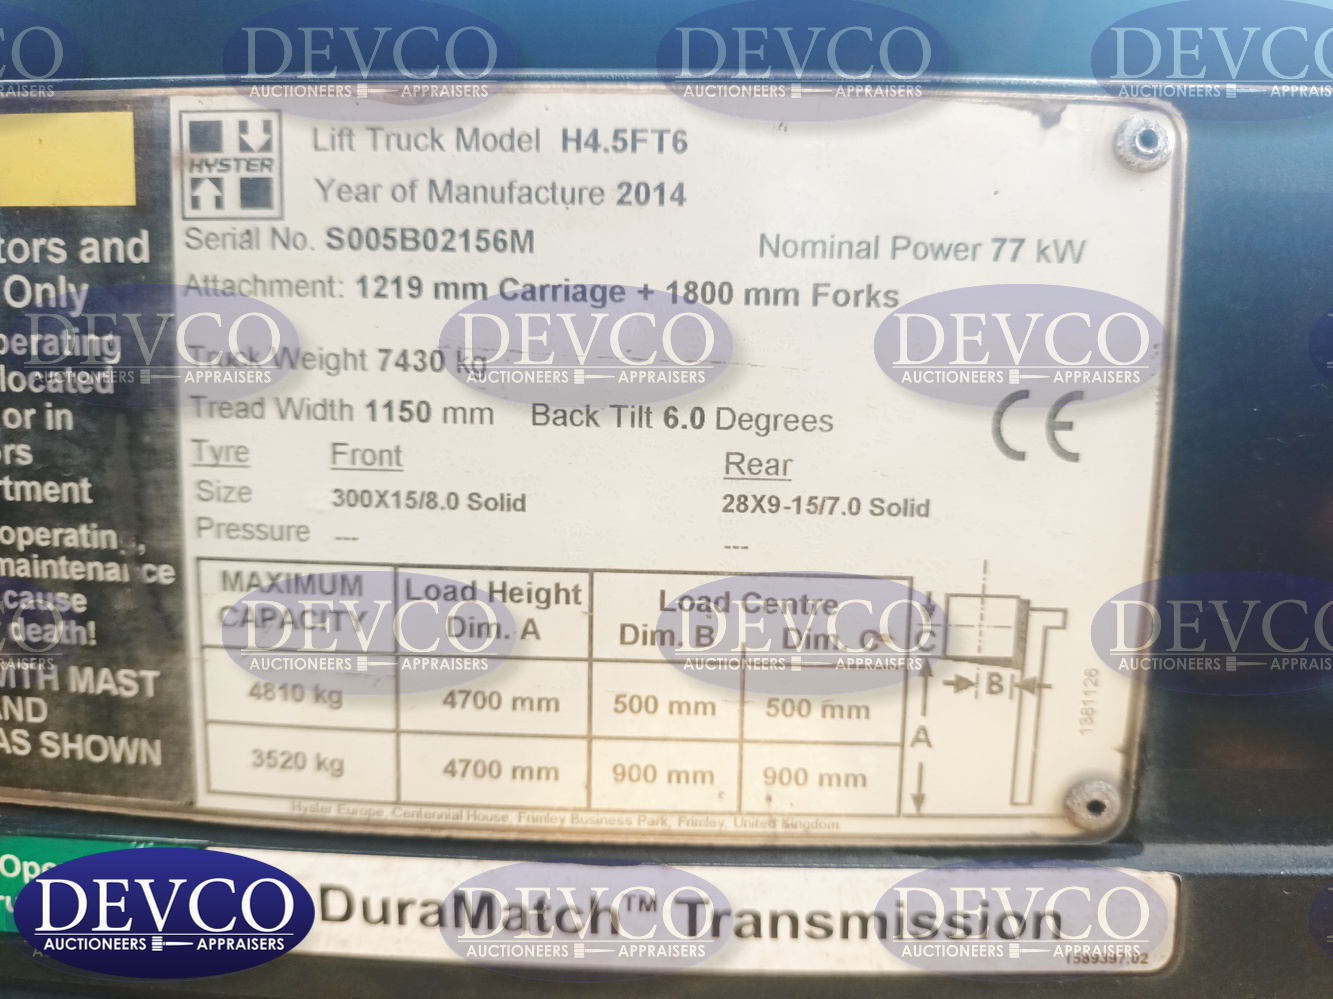 HYSTER
Lift Truck Model H4.5FT6
Year of Manufacture 2014
Serial No. S005B02156M
Nominal Power 77 kW
Attachment: 1219 mm Carriage + 1800 mm Forks
Truck Weight 7430 kg
Tread Width 1150 mm Back Tilt 6.0 Degrees
CE
Tyre Front Rear
Size 300X15/8.0 Solid 28X9-15/7.0 Solid
Pressure --- ---
MAXIMUM CAPACITY Load Height Dim. A Load Centre Dim. B Dim. C
4810 kg 4700 mm 500 mm 500 mm
3520 kg 4700 mm 900 mm 900 mm
C
B
A
1381126
Hyster Europe, Centennial House, Frimley Business Park, Frimley, United Kingdom
tors and
Only
perating
located
or in
rs
rtment
operatin
maintenance
cause
death!
WITH MAST
AND
AS SHOWN
Ope
DuraMatch™ Transmission
1589397.02
DEVCO
AUCTIONEERS APPRAISERS